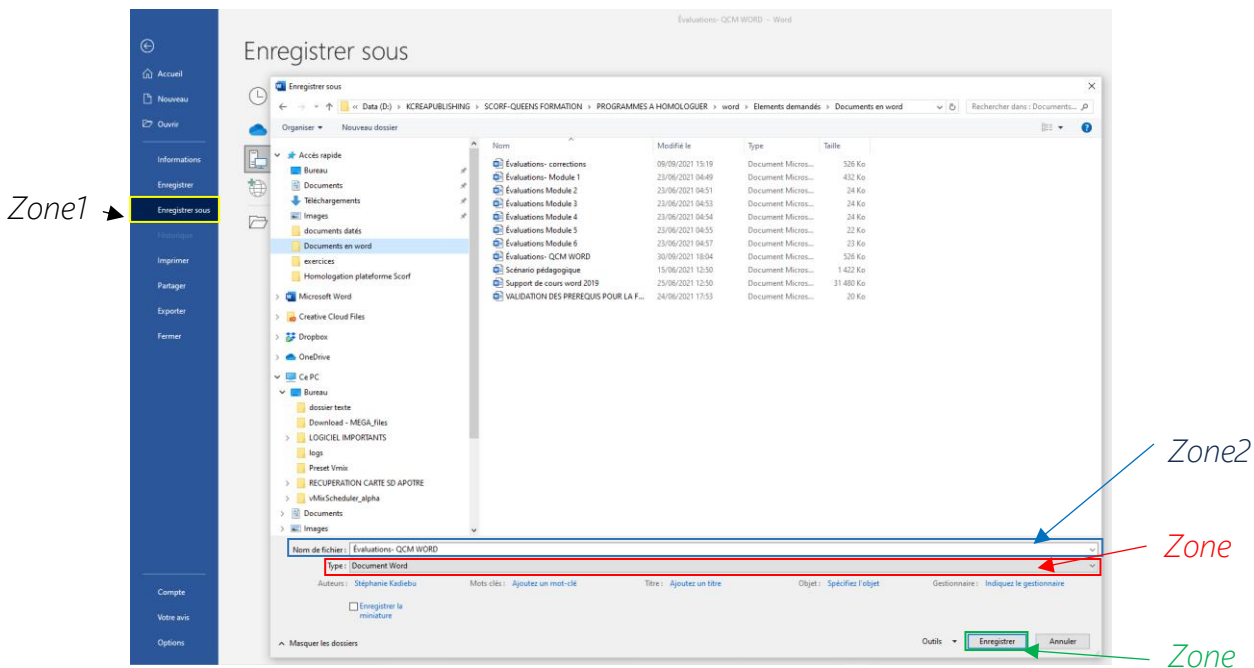 Évaluations- QCM WORD - Word
Enregistrer sous
Accueil
Nouveau
Ouvrir
Informations
Enregistrer
Enregistrer sous
Historique
Imprimer
Partager
Exporter
Fermer
Compte
Votre avis
Options
Zone1
Enregistrer sous
« Data (D:) › KCREAPUBLISHING › SCORF-QUEENS FORMATION › PROGRAMMES A HOMOLOGUER › word › Elements demandés › Documents en word
Rechercher dans : Documents...
Organiser
Nouveau dossier
Accès rapide
Bureau
Documents
Téléchargements
Images
documents datés
Documents en word
exercices
Homologation plateforme Scorf
Microsoft Word
Creative Cloud Files
Dropbox
OneDrive
Ce PC
Bureau
dossier texte
Download - MEGA_files
LOGICIEL IMPORTANTS
logs
Preset Vmix
RECUPERATION CARTE SD APOTRE
vMixScheduler_alpha
Documents
Images
Nom Modifié le Type Taille
Évaluations- corrections 09/09/2021 15:19 Document Micros... 526 Ko
Évaluations- Module 1 23/06/2021 04:49 Document Micros... 432 Ko
Évaluations Module 2 23/06/2021 04:51 Document Micros... 24 Ko
Évaluations Module 3 23/06/2021 04:53 Document Micros... 24 Ko
Évaluations Module 4 23/06/2021 04:54 Document Micros... 24 Ko
Évaluations Module 5 23/06/2021 04:55 Document Micros... 22 Ko
Évaluations Module 6 23/06/2021 04:57 Document Micros... 23 Ko
Évaluations- QCM WORD 30/09/2021 18:04 Document Micros... 526 Ko
Scénario pédagogique 15/06/2021 12:50 Document Micros... 1 422 Ko
Support de cours word 2019 25/06/2021 12:50 Document Micros... 31 480 Ko
VALIDATION DES PREREQUIS POUR LA F... 24/06/2021 17:53 Document Micros... 20 Ko
Zone2
Nom de fichier : Évaluations- QCM WORD
Zone
Type : Document Word
Auteurs : Stéphanie Kadiebu Mots clés : Ajoutez un mot-clé Titre : Ajoutez un titre Objet : Spécifiez l'objet Gestionnaire : Indiquez le gestionnaire
Enregistrer la
miniature
Masquer les dossiers
Outils Enregistrer Annuler
Zone